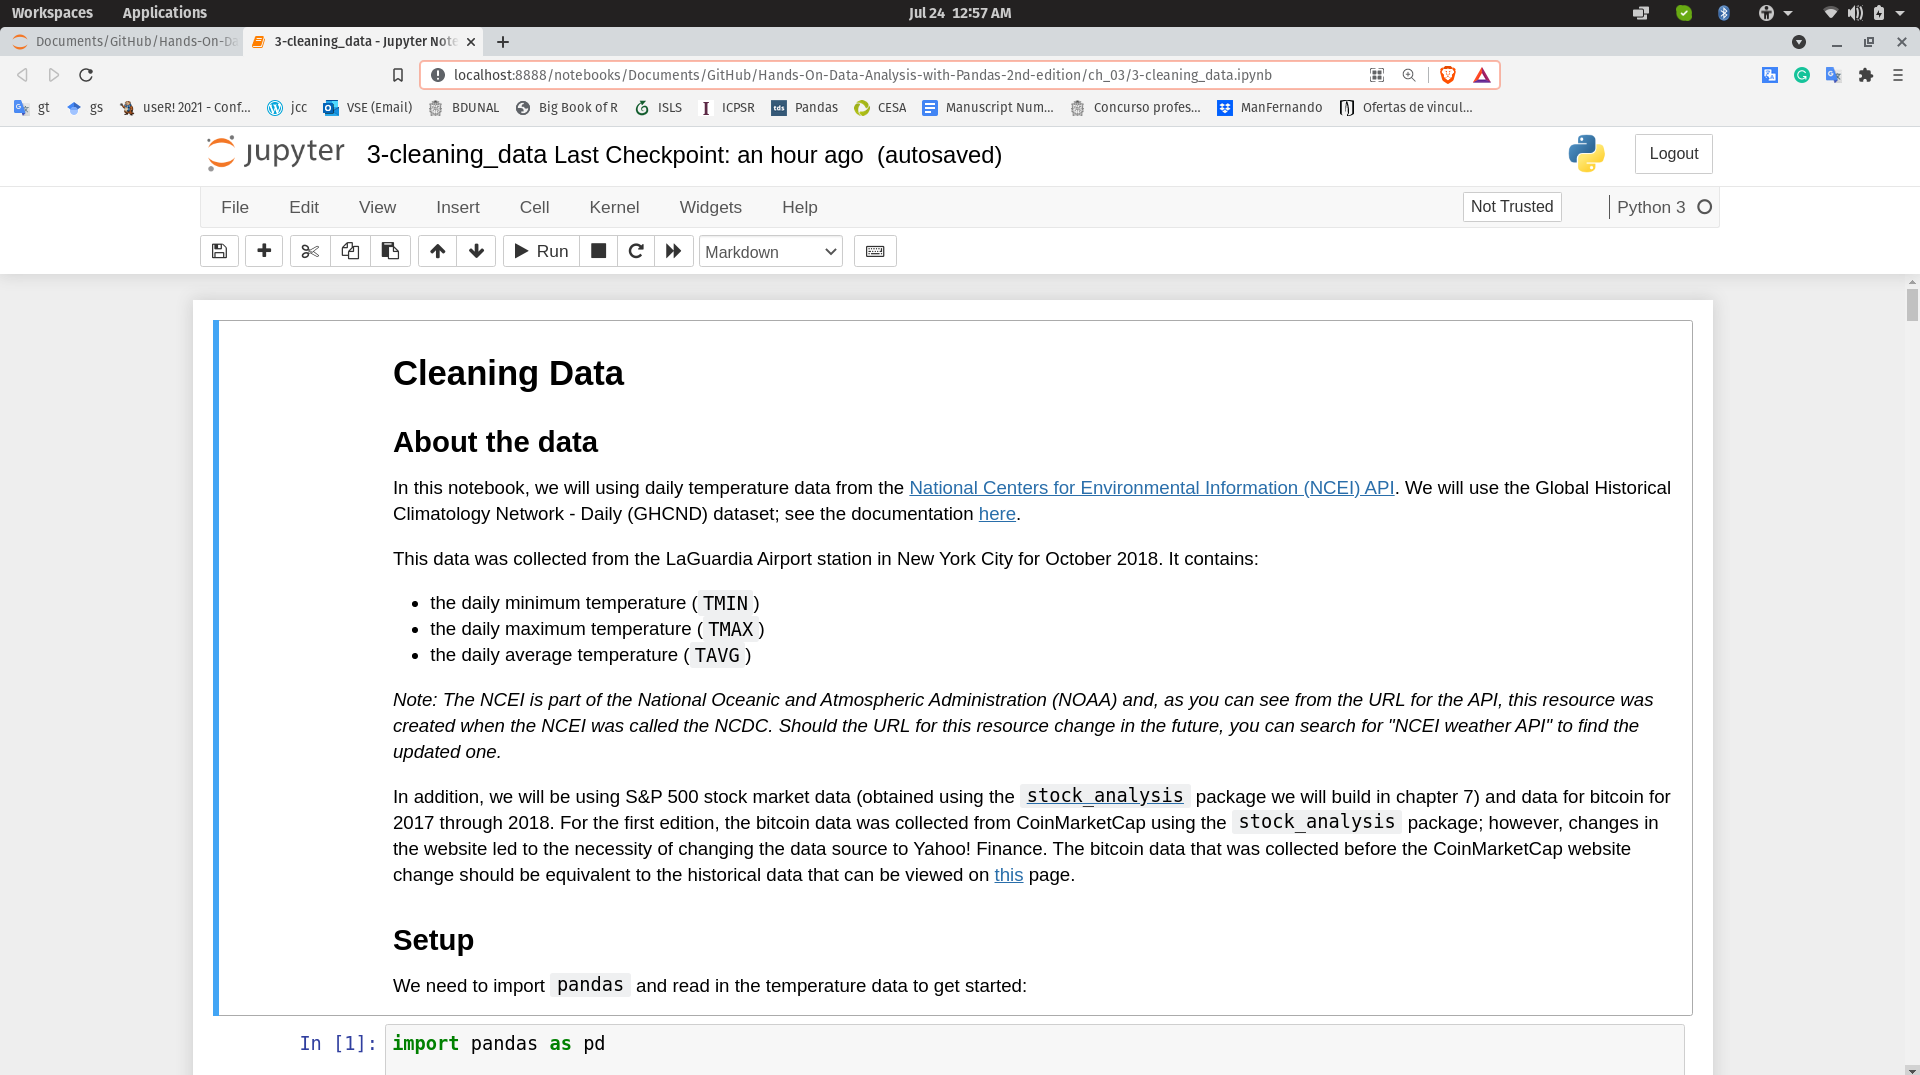 Workspaces Applications Jul 24 12:57 AM
Documents/GitHub/Hands-On-Da 3-cleaning_data - Jupyter Note
localhost:8888/notebooks/Documents/GitHub/Hands-On-Data-Analysis-with-Pandas-2nd-edition/ch_03/3-cleaning_data.ipynb
gt gs useR! 2021 - Conf... jcc VSE (Email) BDUNAL Big Book of R ISLS ICPSR tds Pandas CESA Manuscript Num... Concurso profes... ManFernando Ofertas de vincul...
jupyter 3-cleaning_data Last Checkpoint: an hour ago (autosaved) Logout
File Edit View Insert Cell Kernel Widgets Help Not Trusted Python 3
Run Markdown
Cleaning Data
About the data
In this notebook, we will using daily temperature data from the National Centers for Environmental Information (NCEI) API. We will use the Global Historical
Climatology Network - Daily (GHCND) dataset; see the documentation here.
This data was collected from the LaGuardia Airport station in New York City for October 2018. It contains:
• the daily minimum temperature ( TMIN )
• the daily maximum temperature ( TMAX )
• the daily average temperature ( TAVG )
Note: The NCEI is part of the National Oceanic and Atmospheric Administration (NOAA) and, as you can see from the URL for the API, this resource was
created when the NCEI was called the NCDC. Should the URL for this resource change in the future, you can search for "NCEI weather API" to find the
updated one.
In addition, we will be using S&P 500 stock market data (obtained using the stock_analysis package we will build in chapter 7) and data for bitcoin for
2017 through 2018. For the first edition, the bitcoin data was collected from CoinMarketCap using the stock_analysis package; however, changes in
the website led to the necessity of changing the data source to Yahoo! Finance. The bitcoin data that was collected before the CoinMarketCap website
change should be equivalent to the historical data that can be viewed on this page.
Setup
We need to import pandas and read in the temperature data to get started:
In [1]: import pandas as pd